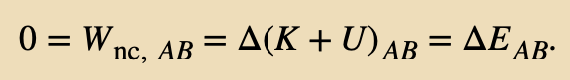 0 = W_{nc, AB} = Δ(K + U)_{AB} = ΔE_{AB}.